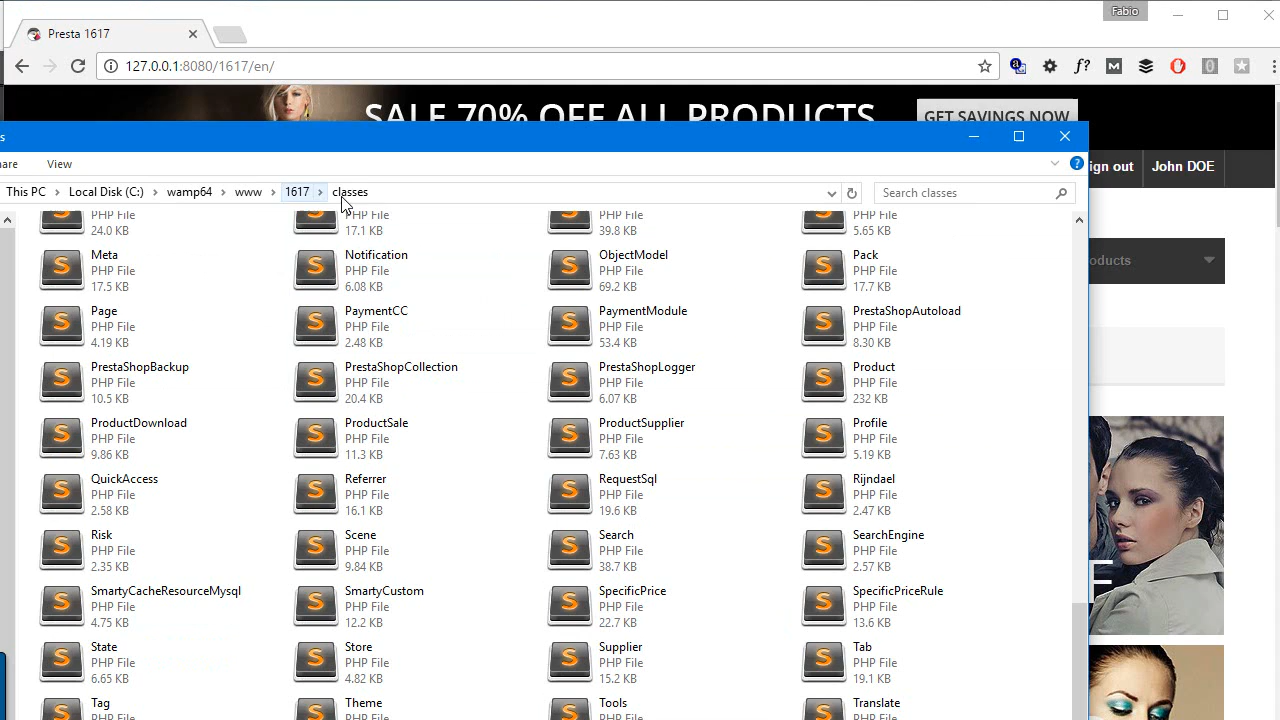 Fabio
Presta 1617
127.0.0.1:8080/1617/en/
SALE 70% OFF ALL PRODUCTS
GET SAVINGS NOW
s
are
View
This PC
Local Disk (C:)
wamp64
www
1617
classes
Search classes
ign out
John DOE
oducts
PHP File
24.0 KB
PHP File
17.1 KB
PHP File
39.8 KB
PHP File
5.65 KB
Meta
PHP File
17.5 KB
Notification
PHP File
6.08 KB
ObjectModel
PHP File
69.2 KB
Pack
PHP File
17.7 KB
Page
PHP File
4.19 KB
PaymentCC
PHP File
2.48 KB
PaymentModule
PHP File
53.4 KB
PrestaShopAutoload
PHP File
8.30 KB
PrestaShopBackup
PHP File
10.5 KB
PrestaShopCollection
PHP File
20.4 KB
PrestaShopLogger
PHP File
6.07 KB
Product
PHP File
232 KB
ProductDownload
PHP File
9.86 KB
ProductSale
PHP File
11.3 KB
ProductSupplier
PHP File
7.63 KB
Profile
PHP File
5.19 KB
QuickAccess
PHP File
2.58 KB
Referrer
PHP File
16.1 KB
RequestSql
PHP File
19.6 KB
Rijndael
PHP File
2.47 KB
Risk
PHP File
2.35 KB
Scene
PHP File
9.84 KB
Search
PHP File
38.7 KB
SearchEngine
PHP File
2.57 KB
SmartyCacheResourceMysql
PHP File
4.75 KB
SmartyCustom
PHP File
12.2 KB
SpecificPrice
PHP File
22.7 KB
SpecificPriceRule
PHP File
13.6 KB
State
PHP File
6.65 KB
Store
PHP File
4.82 KB
Supplier
PHP File
15.2 KB
Tab
PHP File
19.1 KB
Tag
Theme
Tools
Translate
E